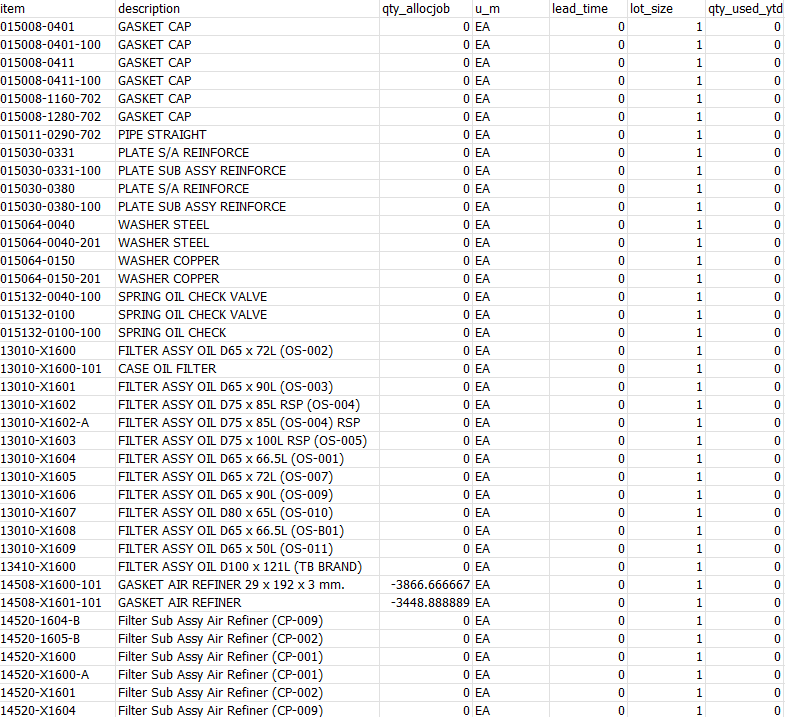 item description qty_allocjob u_m lead_time lot_size qty_used_ytd
015008-0401 GASKET CAP 0 EA 0 1 0
015008-0401-100 GASKET CAP 0 EA 0 1 0
015008-0411 GASKET CAP 0 EA 0 1 0
015008-0411-100 GASKET CAP 0 EA 0 1 0
015008-1160-702 GASKET CAP 0 EA 0 1 0
015008-1280-702 GASKET CAP 0 EA 0 1 0
015011-0290-702 PIPE STRAIGHT 0 EA 0 1 0
015030-0331 PLATE S/A REINFORCE 0 EA 0 1 0
015030-0331-100 PLATE SUB ASSY REINFORCE 0 EA 0 1 0
015030-0380 PLATE S/A REINFORCE 0 EA 0 1 0
015030-0380-100 PLATE SUB ASSY REINFORCE 0 EA 0 1 0
015064-0040 WASHER STEEL 0 EA 0 1 0
015064-0040-201 WASHER STEEL 0 EA 0 1 0
015064-0150 WASHER COPPER 0 EA 0 1 0
015064-0150-201 WASHER COPPER 0 EA 0 1 0
015132-0040-100 SPRING OIL CHECK VALVE 0 EA 0 1 0
015132-0100 SPRING OIL CHECK VALVE 0 EA 0 1 0
015132-0100-100 SPRING OIL CHECK 0 EA 0 1 0
13010-X1600 FILTER ASSY OIL D65 x 72L (OS-002) 0 EA 0 1 0
13010-X1600-101 CASE OIL FILTER 0 EA 0 1 0
13010-X1601 FILTER ASSY OIL D65 x 90L (OS-003) 0 EA 0 1 0
13010-X1602 FILTER ASSY OIL D75 x 85L RSP (OS-004) 0 EA 0 1 0
13010-X1602-A FILTER ASSY OIL D75 x 85L (OS-004) RSP 0 EA 0 1 0
13010-X1603 FILTER ASSY OIL D75 x 100L RSP (OS-005) 0 EA 0 1 0
13010-X1604 FILTER ASSY OIL D65 x 66.5L (OS-001) 0 EA 0 1 0
13010-X1605 FILTER ASSY OIL D65 x 72L (OS-007) 0 EA 0 1 0
13010-X1606 FILTER ASSY OIL D65 x 90L (OS-009) 0 EA 0 1 0
13010-X1607 FILTER ASSY OIL D80 x 65L (OS-010) 0 EA 0 1 0
13010-X1608 FILTER ASSY OIL D65 x 66.5L (OS-B01) 0 EA 0 1 0
13010-X1609 FILTER ASSY OIL D65 x 50L (OS-011) 0 EA 0 1 0
13410-X1600 FILTER ASSY OIL D100 x 121L (TB BRAND) 0 EA 0 1 0
14508-X1600-101 GASKET AIR REFINER 29 x 192 x 3 mm. -3866.666667 EA 0 1 0
14508-X1601-101 GASKET AIR REFINER -3448.888889 EA 0 1 0
14520-1604-B Filter Sub Assy Air Refiner (CP-009) 0 EA 0 1 0
14520-1605-B Filter Sub Assy Air Refiner (CP-002) 0 EA 0 1 0
14520-X1600 Filter Sub Assy Air Refiner (CP-001) 0 EA 0 1 0
14520-X1600-A Filter Sub Assy Air Refiner (CP-001) 0 EA 0 1 0
14520-X1601 Filter Sub Assy Air Refiner (CP-002) 0 EA 0 1 0
14520-X1604 Filter Sub Assy Air Refiner (CP-009) 0 EA 0 1 0